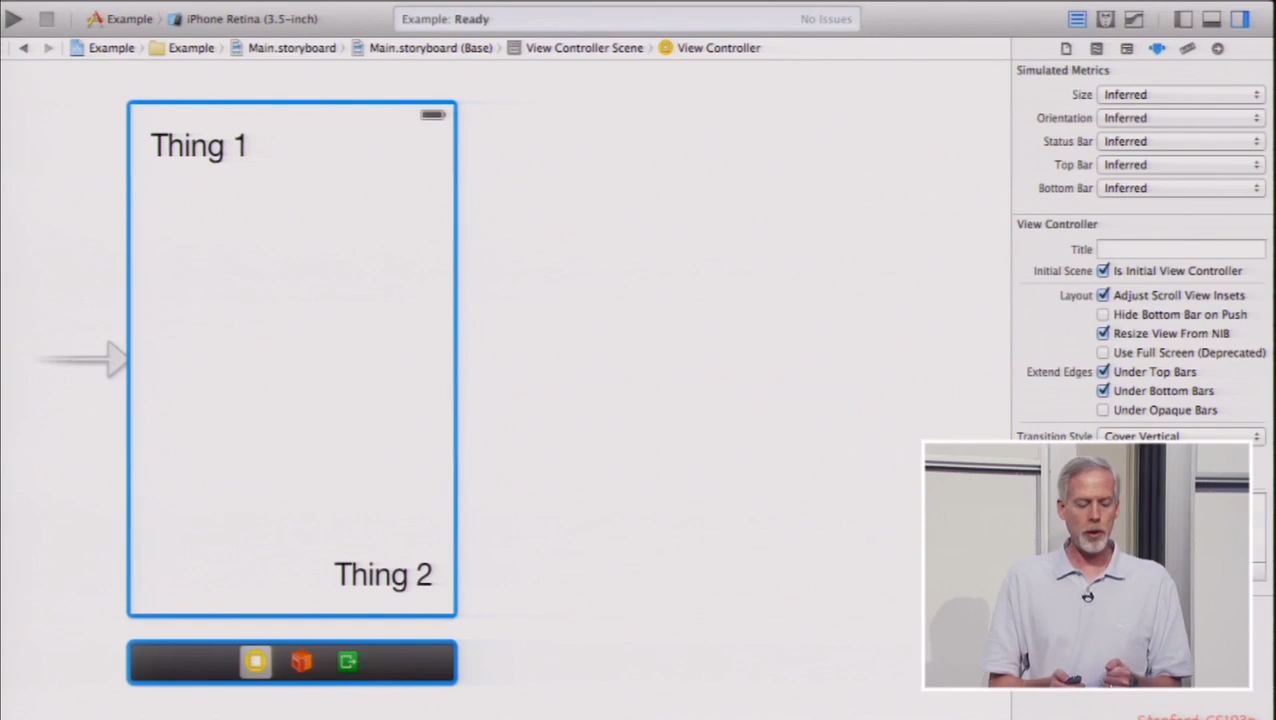 Example  iPhone Retina (3.5-inch)  Example: Ready  No Issues
Example  Example  Main.storyboard  Main.storyboard (Base)  View Controller Scene  View Controller
Simulated Metrics
Size Inferred
Orientation Inferred
Status Bar Inferred
Top Bar Inferred
Bottom Bar Inferred
View Controller
Title
Initial Scene Is Initial View Controller
Layout Adjust Scroll View Insets
Hide Bottom Bar on Push
Resize View From NIB
Use Full Screen (Deprecated)
Extend Edges Under Top Bars
Under Bottom Bars
Under Opaque Bars
Transition Style Cover Vertical
Thing 1
Thing 2